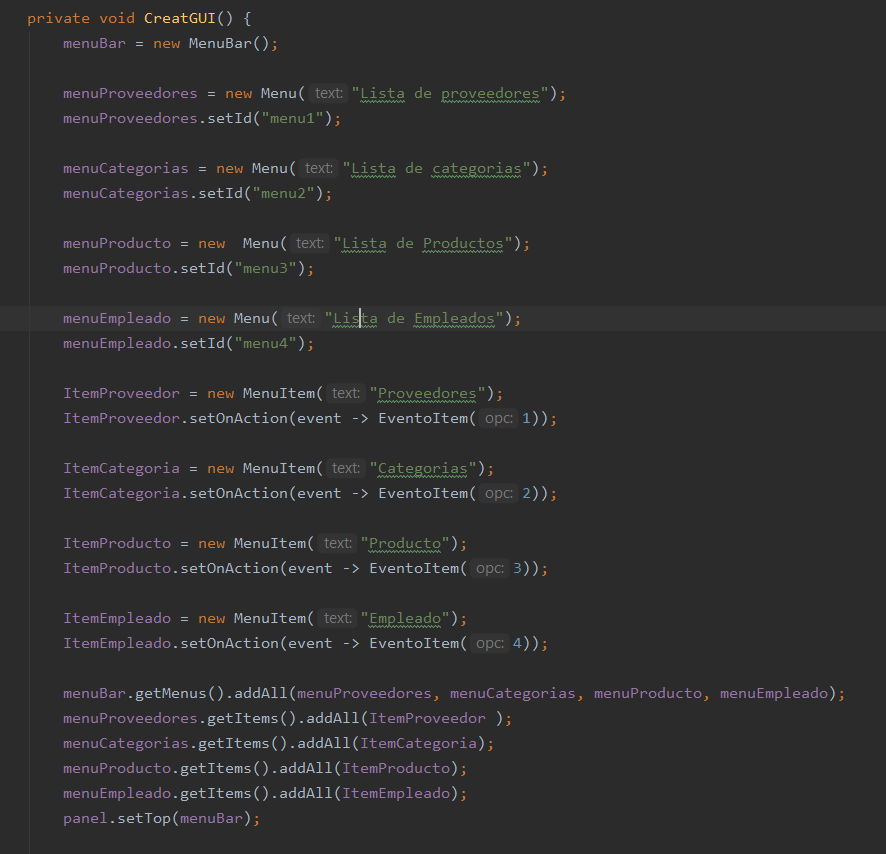 private void CreatGUI() {
menuBar = new MenuBar();
menuProveedores = new Menu( text: "Lista de proveedores");
menuProveedores.setId("menu1");
menuCategorias = new Menu( text: "Lista de categorias");
menuCategorias.setId("menu2");
menuProducto = new  Menu( text: "Lista de Productos");
menuProducto.setId("menu3");
menuEmpleado = new Menu( text: "Lista de Empleados");
menuEmpleado.setId("menu4");
ItemProveedor = new MenuItem( text: "Proveedores");
ItemProveedor.setOnAction(event -> EventoItem( opc: 1));
ItemCategoria = new MenuItem( text: "Categorias");
ItemCategoria.setOnAction(event -> EventoItem( opc: 2));
ItemProducto = new MenuItem( text: "Producto");
ItemProducto.setOnAction(event -> EventoItem( opc: 3));
ItemEmpleado = new MenuItem( text: "Empleado");
ItemEmpleado.setOnAction(event -> EventoItem( opc: 4));
menuBar.getMenus().addAll(menuProveedores, menuCategorias, menuProducto, menuEmpleado);
menuProveedores.getItems().addAll(ItemProveedor );
menuCategorias.getItems().addAll(ItemCategoria);
menuProducto.getItems().addAll(ItemProducto);
menuEmpleado.getItems().addAll(ItemEmpleado);
panel.setTop(menuBar);